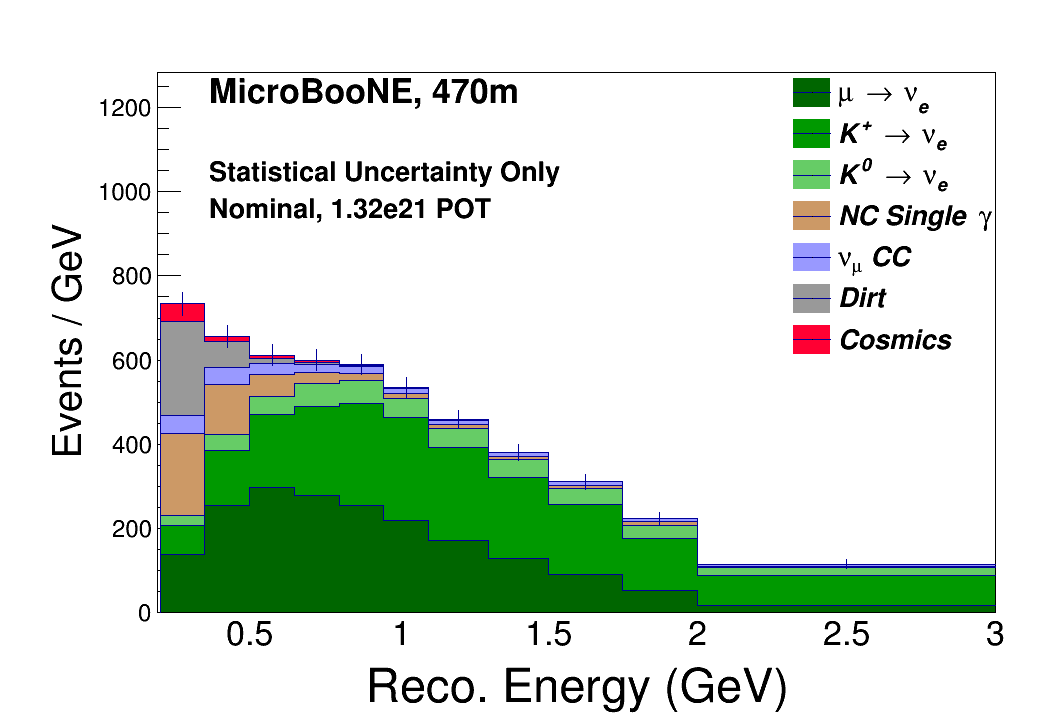 MicroBooNE, 470m
Statistical Uncertainty Only
Nominal, 1.32e21 POT
μ → νe
K+ → νe
K0 → νe
NC Single γ
νμ CC
Dirt
Cosmics
Events / GeV
1200
1000
800
600
400
200
0
0.5 1 1.5 2 2.5 3
Reco. Energy (GeV)